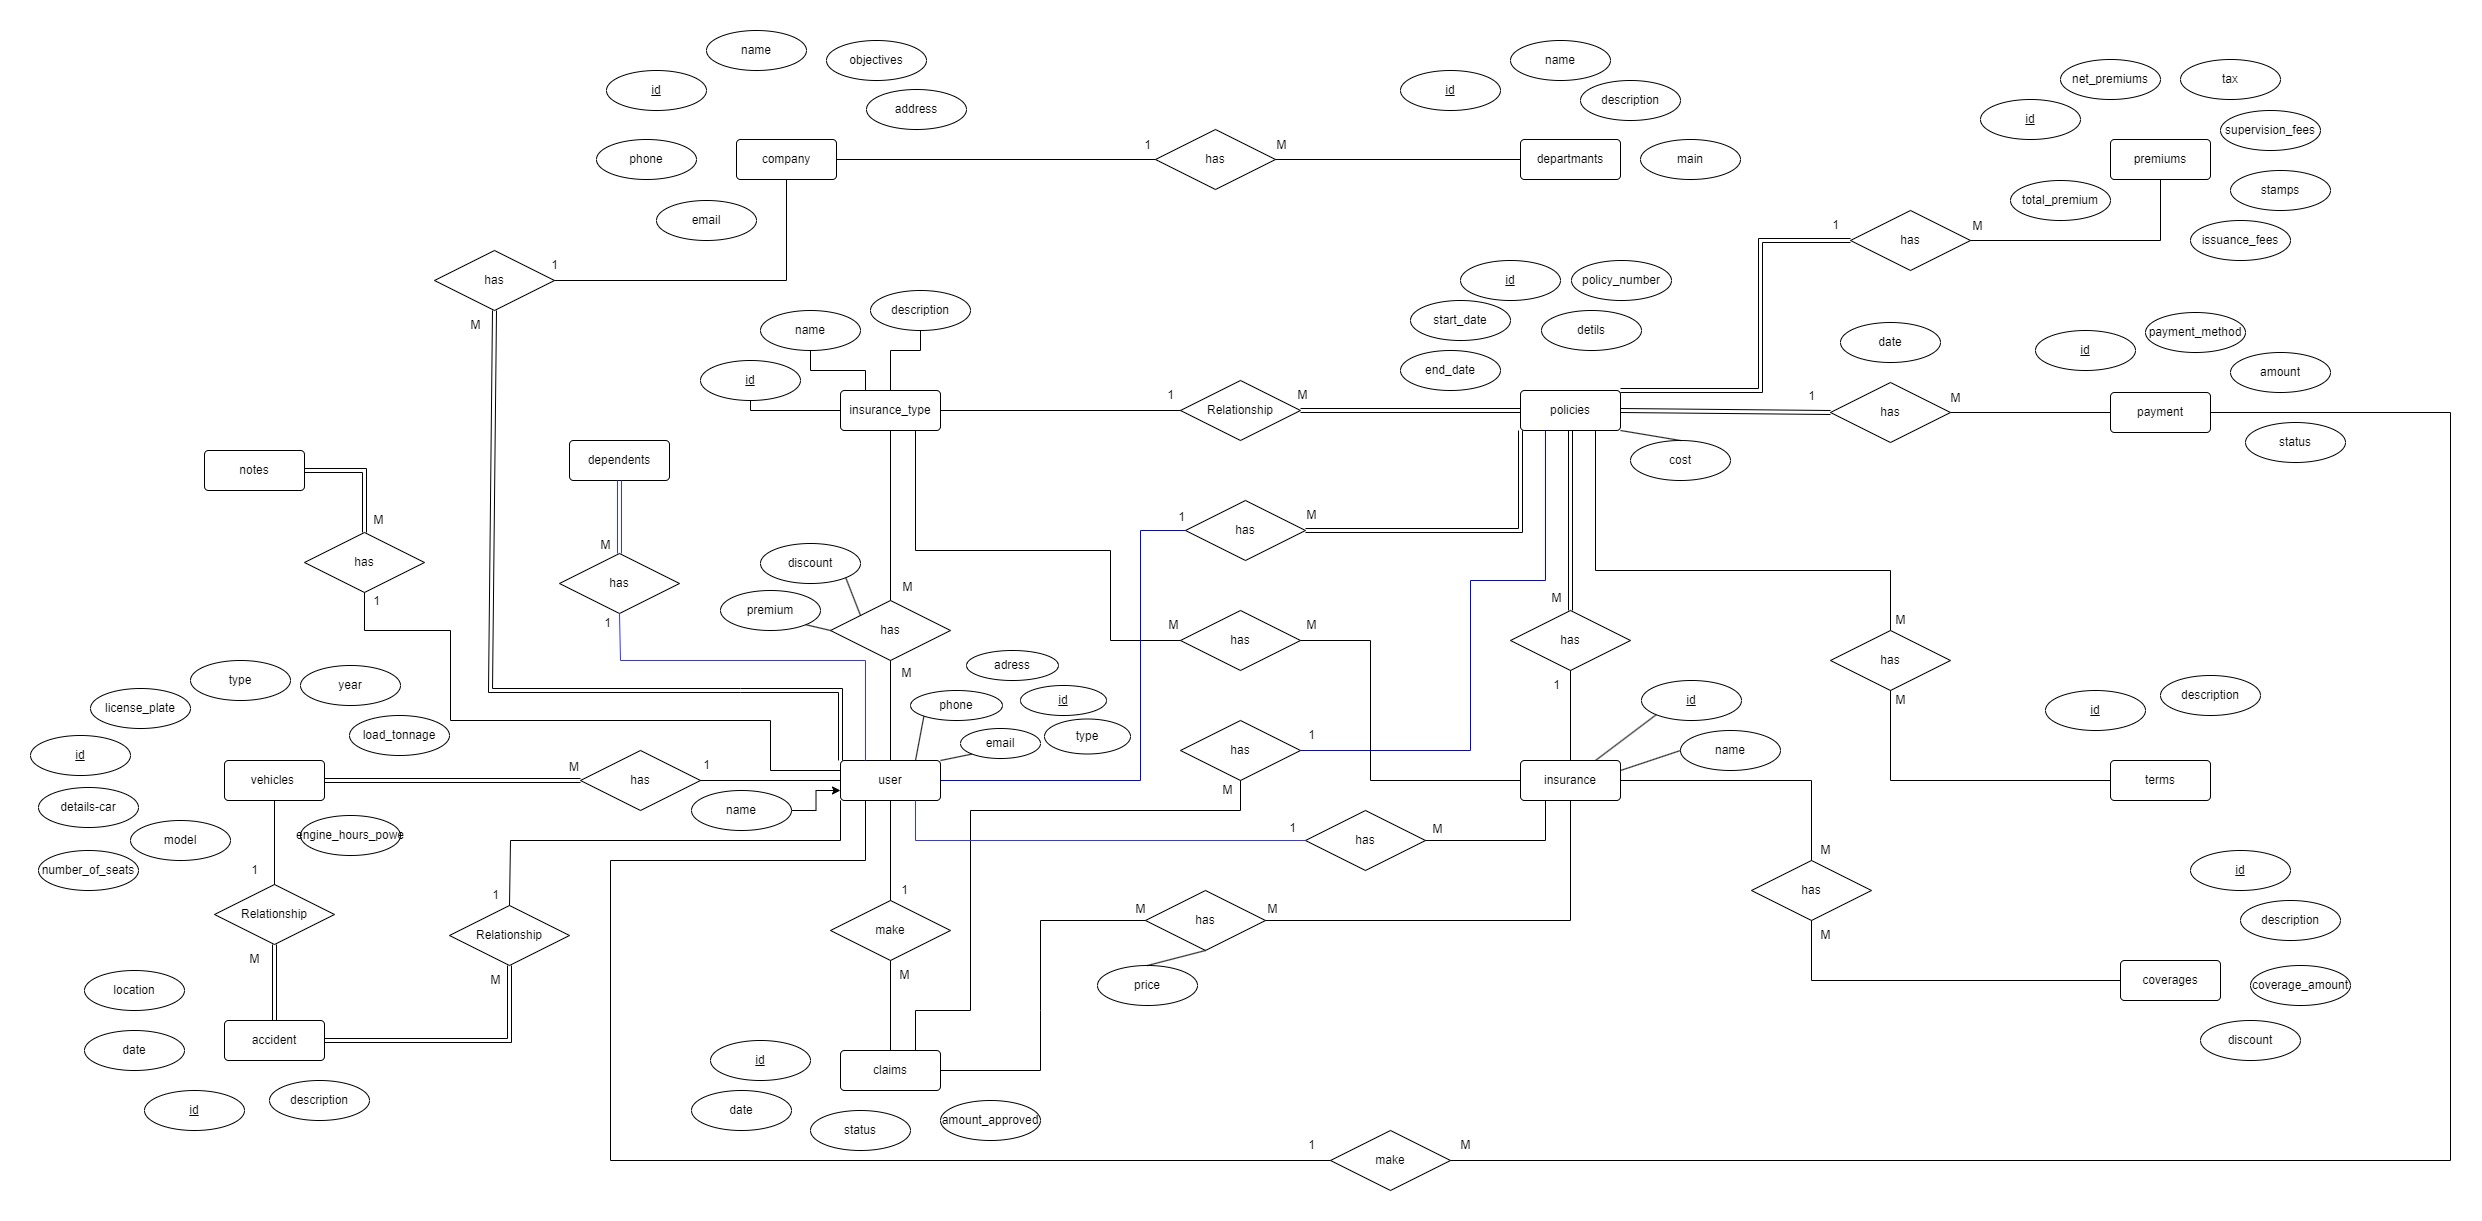 name
objectives
id
address
phone
company
email
1
has
M
name
id
description
departmants
main
net_premiums
tax
id
supervision_fees
premiums
stamps
total_premium
issuance_fees
1
has
M
has
1
M
id
policy_number
start_date
detils
end_date
description
name
id
insurance_type
1
Relationship
M
policies
cost
date
1
has
M
id
payment_method
amount
payment
status
notes
M
has
1
dependents
M
has
1
discount
premium
M
has
M
1
has
M
M
has
M
M
has
1
M
has
M
id
description
terms
adress
phone
id
email
type
user
name
type
year
license_plate
load_tonnage
id
vehicles
details-car
model
engine_hours_powe
number_of_seats
M
has
1
has
1
M
id
name
insurance
1
has
M
M
has
M
id
description
coverages
coverage_amount
discount
1
Relationship
M
1
Relationship
M
1
make
M
M
has
M
price
location
date
accident
id
description
id
claims
date
status
amount_approved
1
make
M